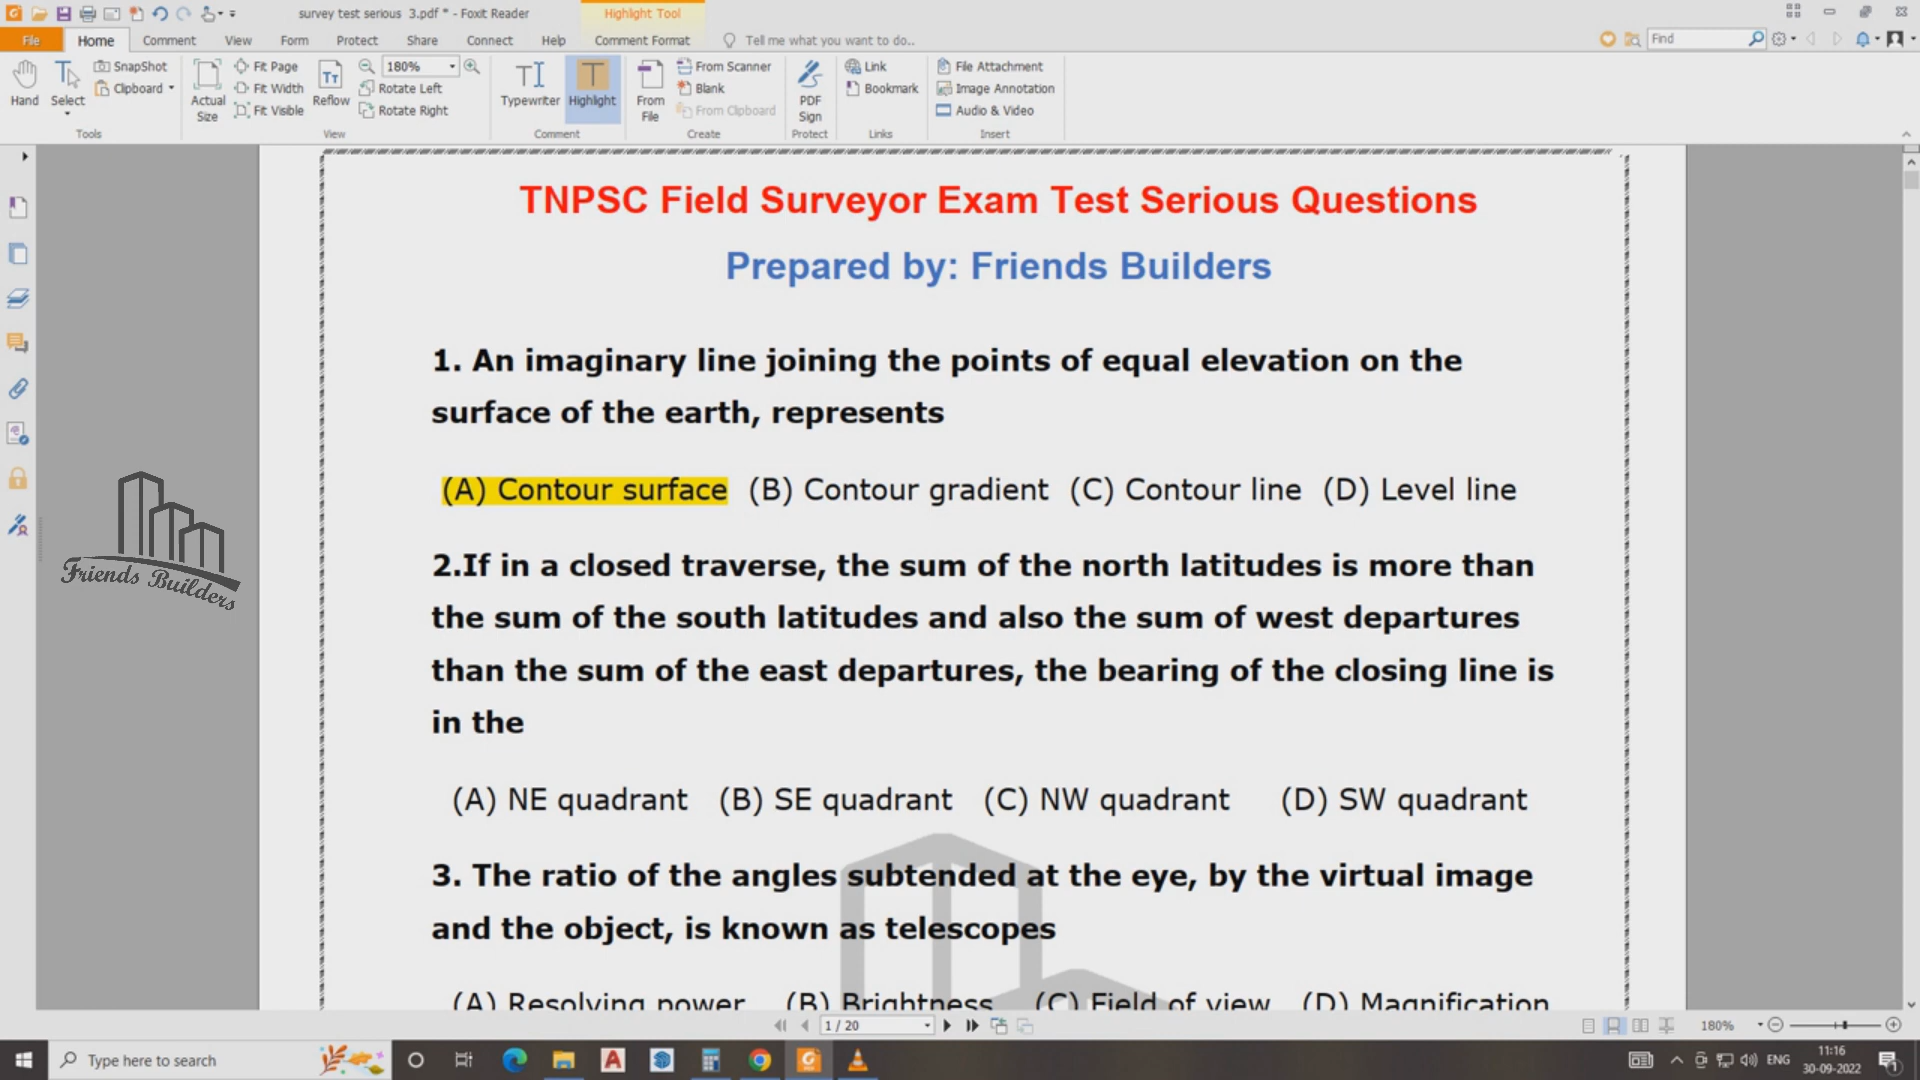 survey test serious 3.pdf * - Foxit Reader
Highlight Tool
File Home Comment View Form Protect Share Connect Help Comment Format Tell me what you want to do.. Find
Hand Select SnapShot Clipboard Actual Size Fit Page Fit Width Fit Visible Reflow 180% Rotate Left Rotate Right Typewriter Highlight From File From Scanner Blank From Clipboard PDF Sign Link Bookmark File Attachment Image Annotation Audio & Video
Tools View Comment Create Protect Links Insert
TNPSC Field Surveyor Exam Test Serious Questions
Prepared by: Friends Builders
1. An imaginary line joining the points of equal elevation on the
surface of the earth, represents
(A) Contour surface (B) Contour gradient (C) Contour line (D) Level line
2.If in a closed traverse, the sum of the north latitudes is more than
the sum of the south latitudes and also the sum of west departures
than the sum of the east departures, the bearing of the closing line is
in the
(A) NE quadrant (B) SE quadrant (C) NW quadrant (D) SW quadrant
3. The ratio of the angles subtended at the eye, by the virtual image
and the object, is known as telescopes
(A) Resolving power (B) Brightness (C) Field of view (D) Magnification
Friends Builders
1 / 20
180%
Type here to search
ENG
11:16
30-09-2022